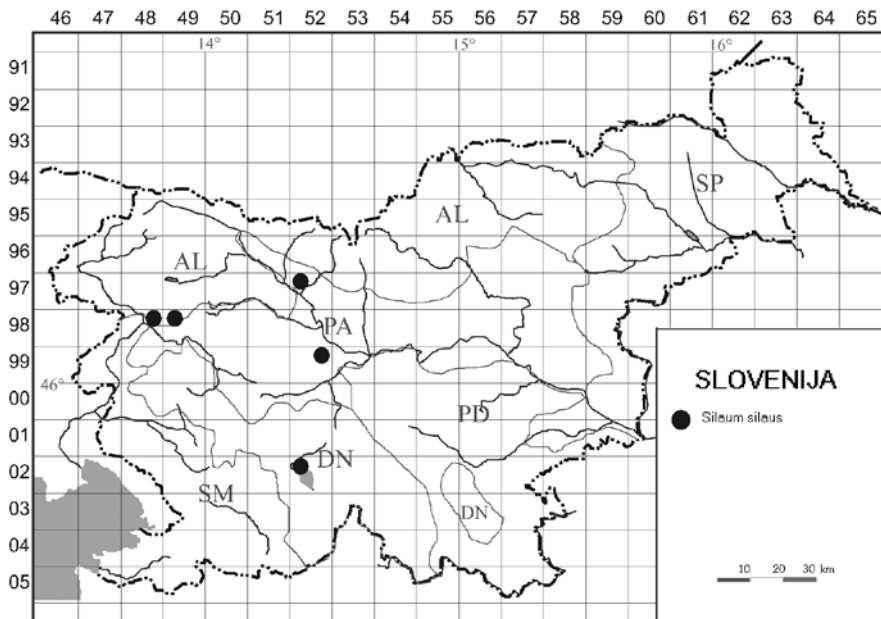 46 47 48 49 50 51 52 53 54 55 56 57 58 59 60 61 62 63 64 65
14° 15° 16°
91
92
93
94
SP
95
AL
96
AL
97
98
PA
99
46°
SLOVENIJA
00
PD
Silaum silaus
01
02
DN
03
SM
DN
04
05
10 20 30 km